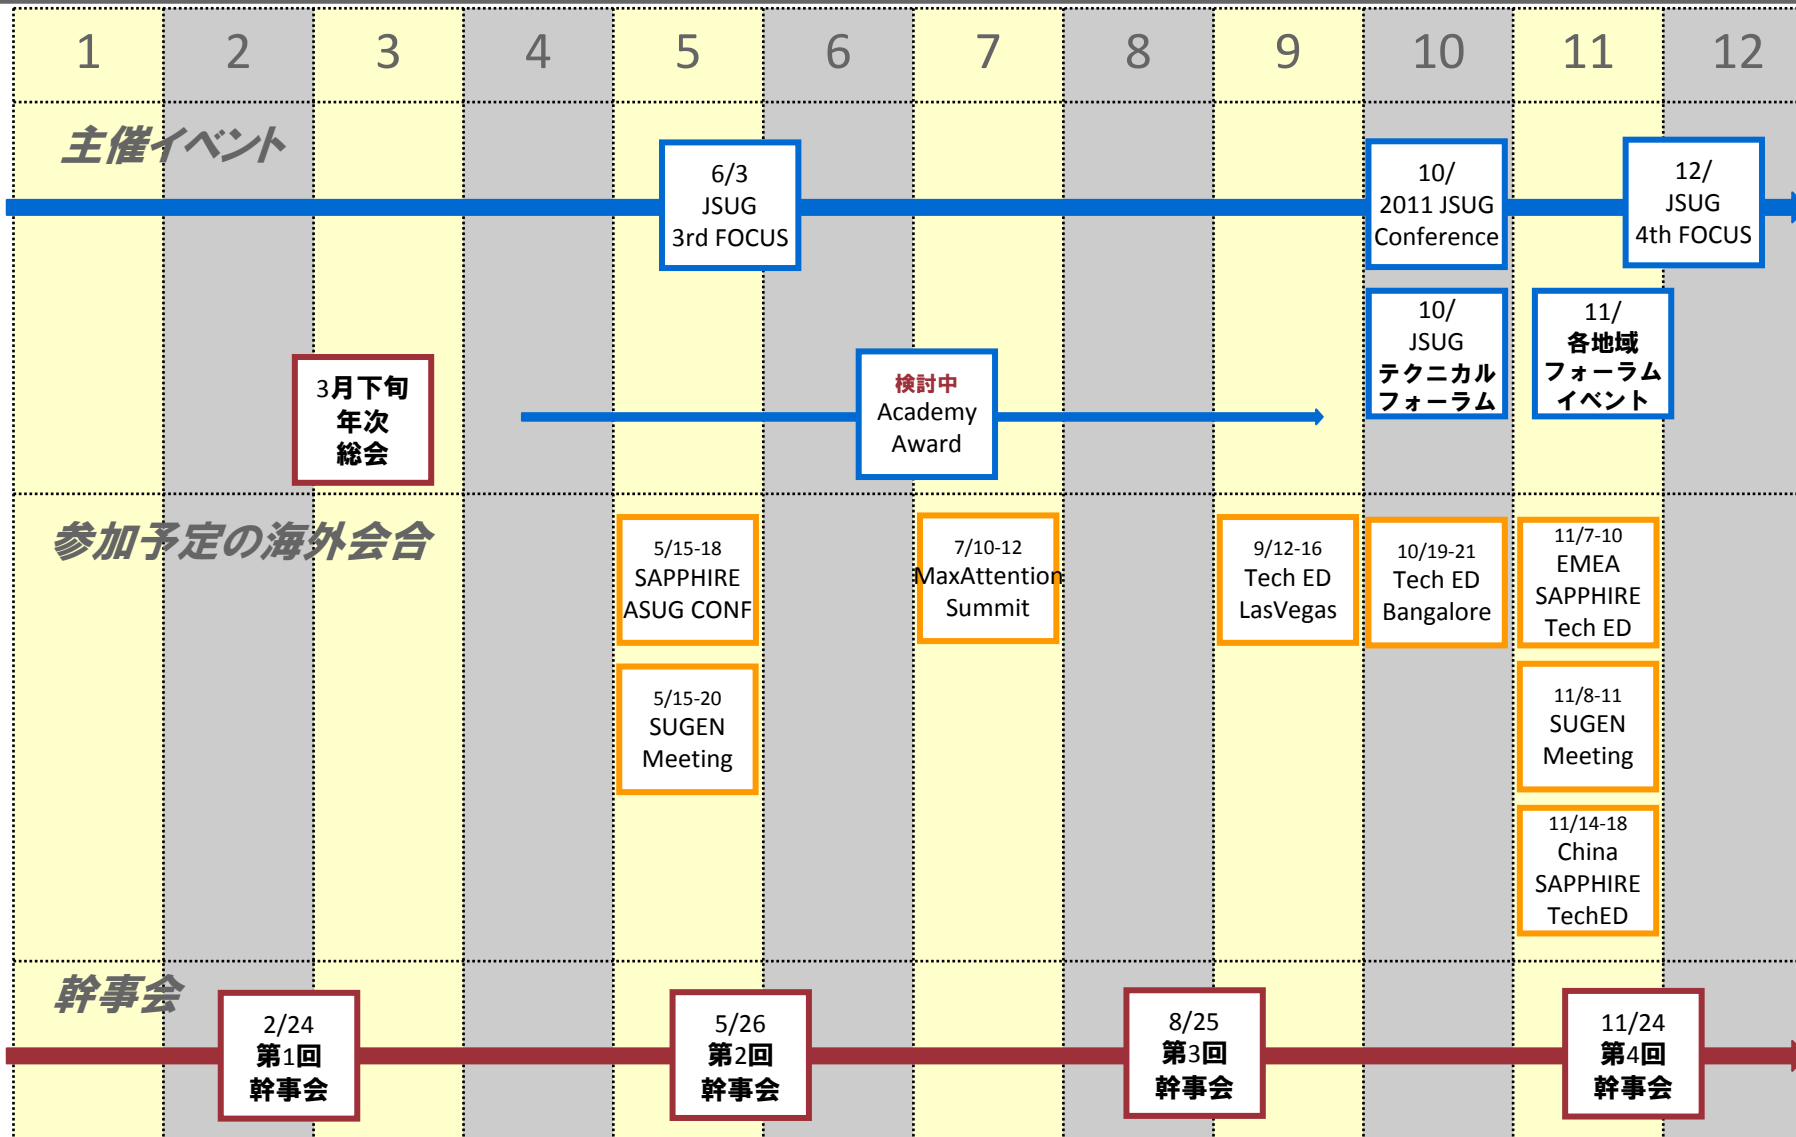 1
2
3
4
5
6
7
8
9
10
11
12
主催イベント
6/3
JSUG
3rd FOCUS
10/
2011 JSUG
Conference
12/
JSUG
4th FOCUS
10/
JSUG
テクニカル
フォーラム
11/
各地域
フォーラム
イベント
3月下旬
年次
総会
検討中
Academy
Award
参加予定の海外会合
5/15-18
SAPPHIRE
ASUG CONF
7/10-12
MaxAttention
Summit
9/12-16
Tech ED
LasVegas
10/19-21
Tech ED
Bangalore
11/7-10
EMEA
SAPPHIRE
Tech ED
5/15-20
SUGEN
Meeting
11/8-11
SUGEN
Meeting
11/14-18
China
SAPPHIRE
TechED
幹事会
2/24
第1回
幹事会
5/26
第2回
幹事会
8/25
第3回
幹事会
11/24
第4回
幹事会